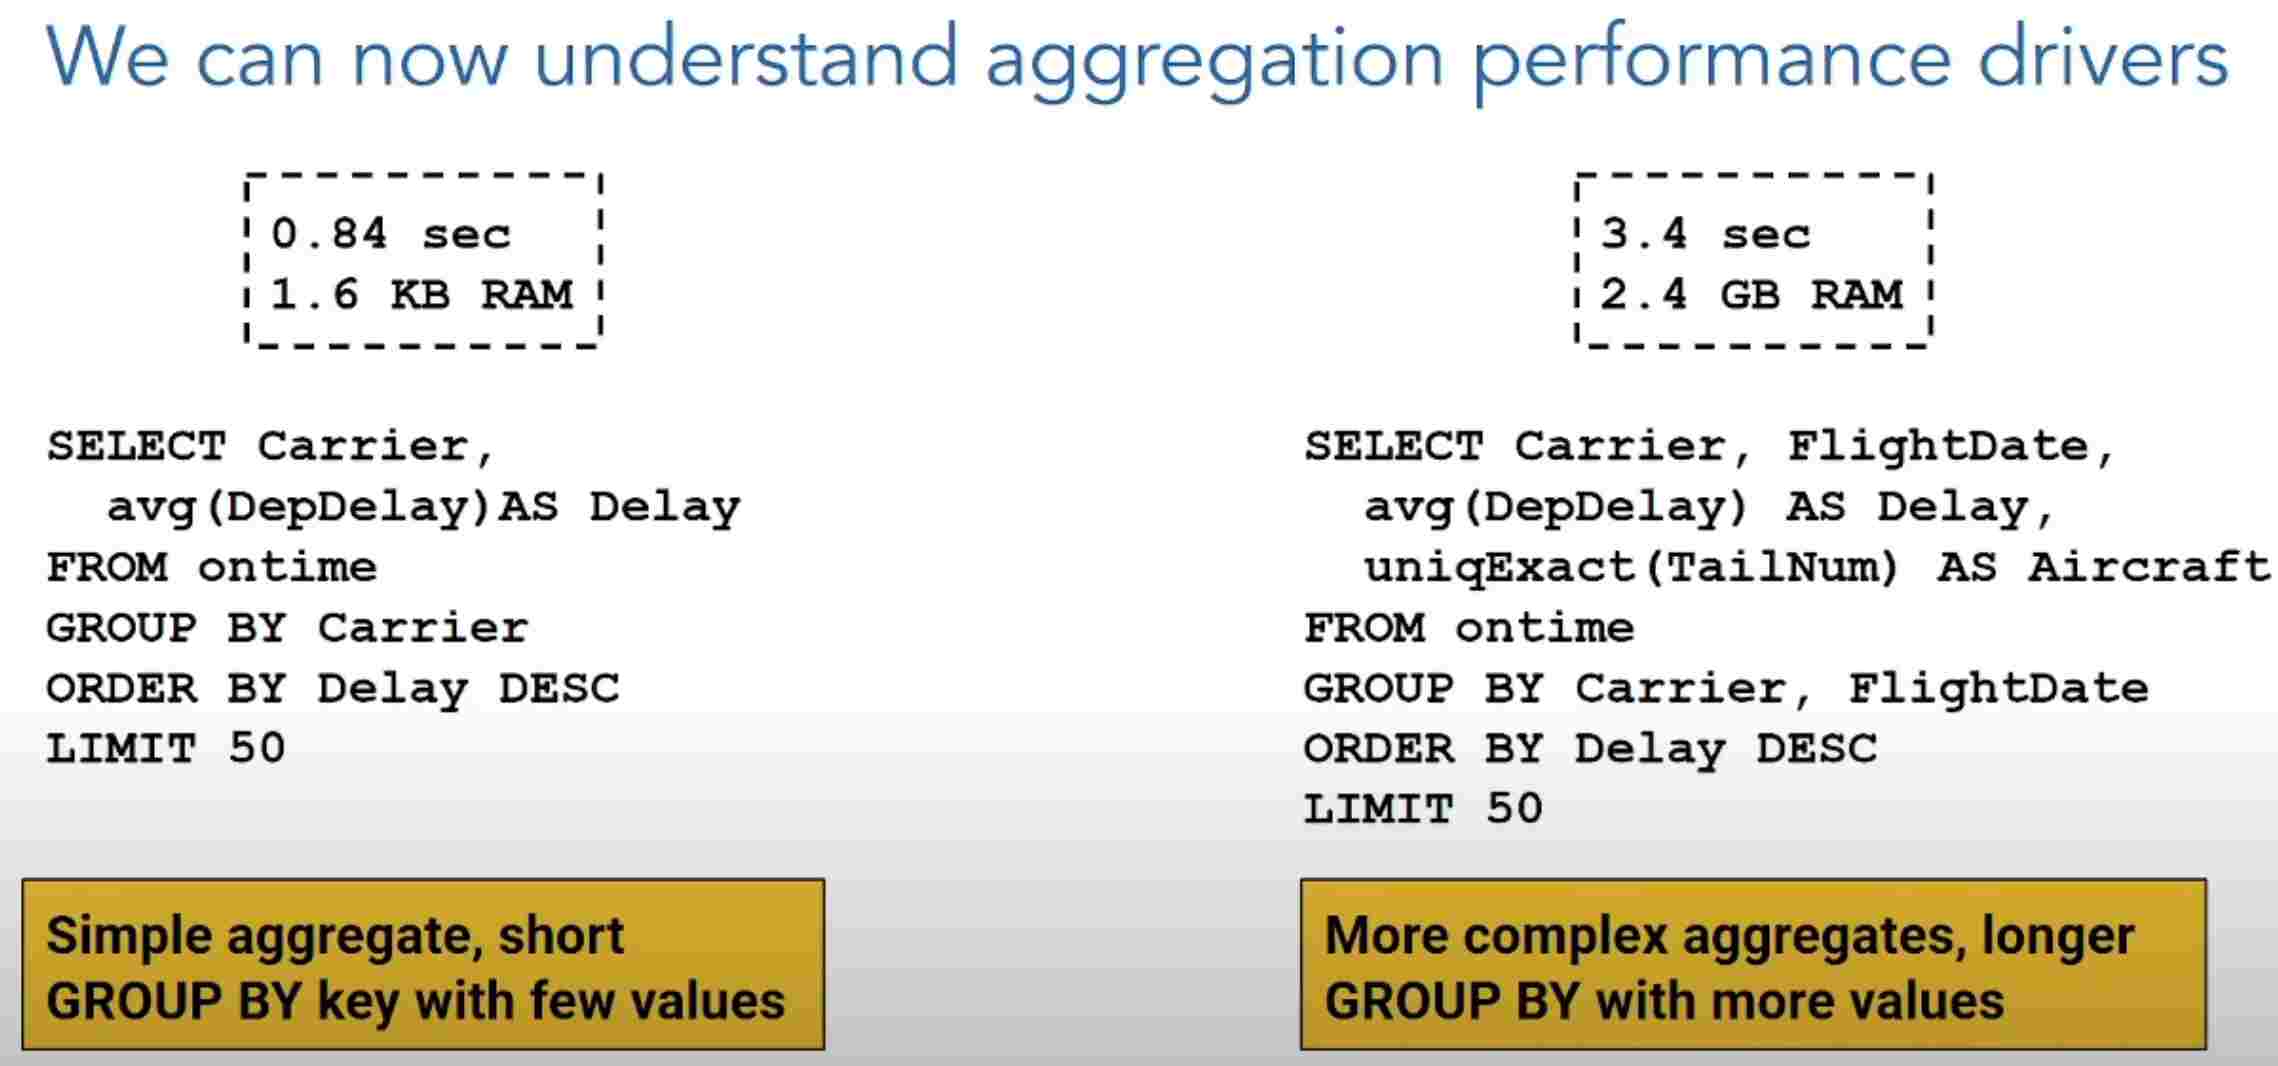 We can now understand aggregation performance drivers
0.84 sec
1.6 KB RAM
SELECT Carrier,
avg(DepDelay)AS Delay
FROM ontime
GROUP BY Carrier
ORDER BY Delay DESC
LIMIT 50
Simple aggregate, short
GROUP BY key with few values
3.4 sec
2.4 GB RAM
SELECT Carrier, FlightDate,
avg(DepDelay) AS Delay,
uniqExact(TailNum) AS Aircraft
FROM ontime
GROUP BY Carrier, FlightDate
ORDER BY Delay DESC
LIMIT 50
More complex aggregates, longer
GROUP BY with more values